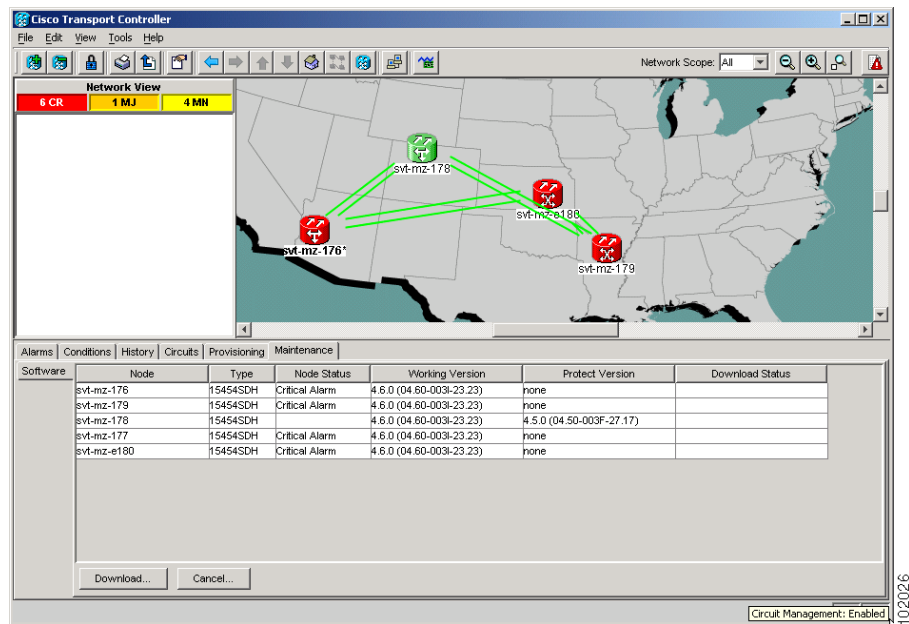 Cisco Transport Controller
File Edit View Tools Help
Network Scope: All
Network View
6 CR 1 MJ 4 MN
svt-mz-178
svt-mz-e180
svt-mz-176*
svt-mz-179
Alarms Conditions History Circuits Provisioning Maintenance
Software
Node Type Node Status Working Version Protect Version Download Status
svt-mz-176 15454SDH Critical Alarm 4.6.0 (04.60-003I-23.23) none
svt-mz-179 15454SDH Critical Alarm 4.6.0 (04.60-003I-23.23) none
svt-mz-178 15454SDH 4.6.0 (04.60-003I-23.23) 4.5.0 (04.50-003F-27.17)
svt-mz-177 15454SDH Critical Alarm 4.6.0 (04.60-003I-23.23) none
svt-mz-e180 15454SDH Critical Alarm 4.6.0 (04.60-003I-23.23) none
Download... Cancel...
Circuit Management: Enabled
102026